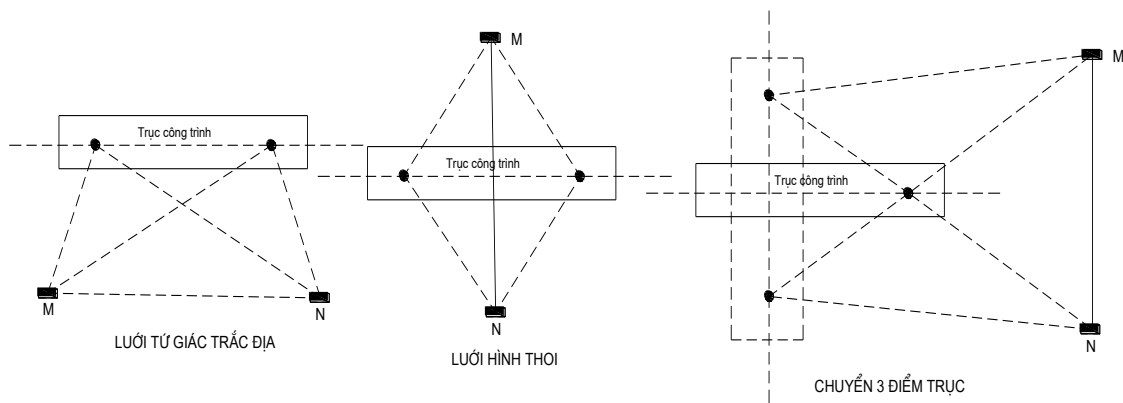 Trục công trình
M
N
LƯỚI TỨ GIÁC TRẮC ĐỊA
M
Trục công trình
N
LƯỚI HÌNH THOI
M
Trục công trình
N
CHUYỂN 3 ĐIỂM TRỤC